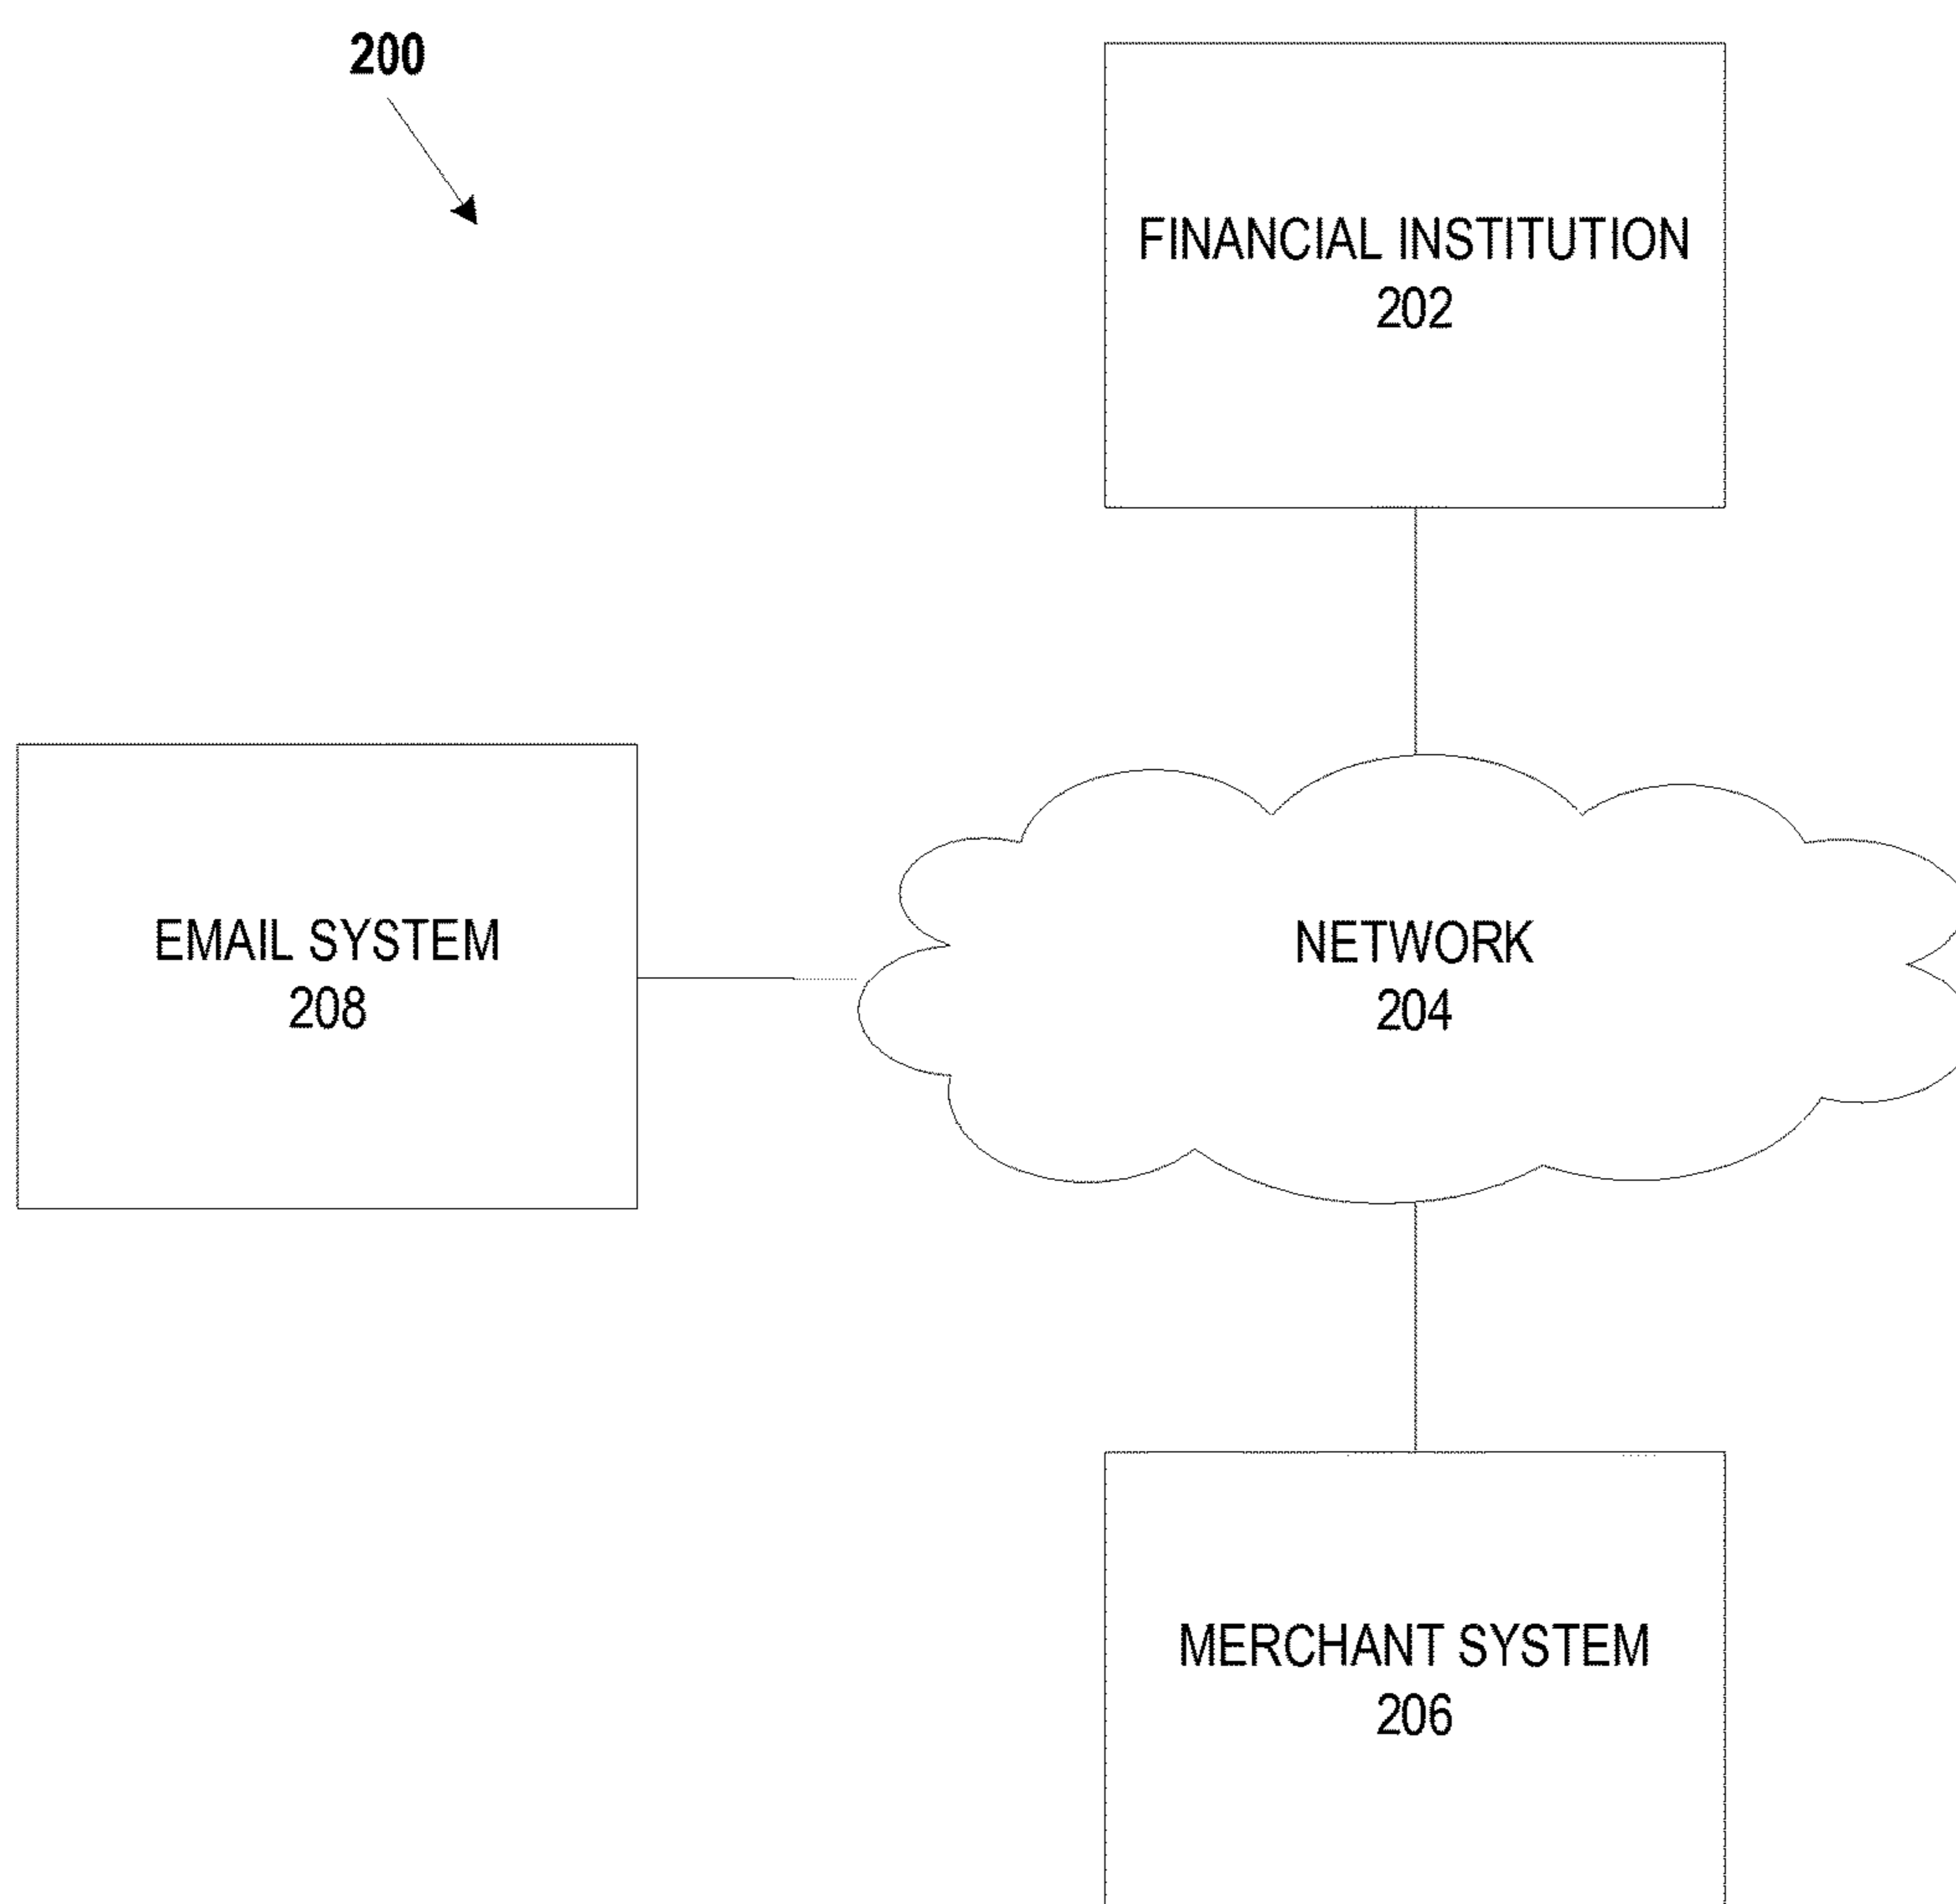 200
FINANCIAL INSTITUTION
202
EMAIL SYSTEM
208
NETWORK
204
MERCHANT SYSTEM
206